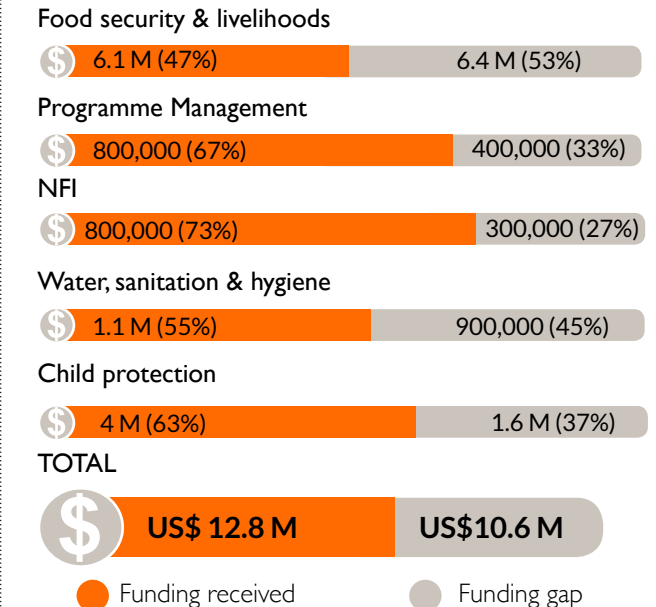 Food security & livelihoods
$ 6.1 M (47%) 6.4 M (53%)
Programme Management
$ 800,000 (67%) 400,000 (33%)
NFI
$ 800,000 (73%) 300,000 (27%)
Water, sanitation & hygiene
$ 1.1 M (55%) 900,000 (45%)
Child protection
$ 4 M (63%) 1.6 M (37%)
TOTAL
$ US$ 12.8 M US$10.6 M
Funding received Funding gap